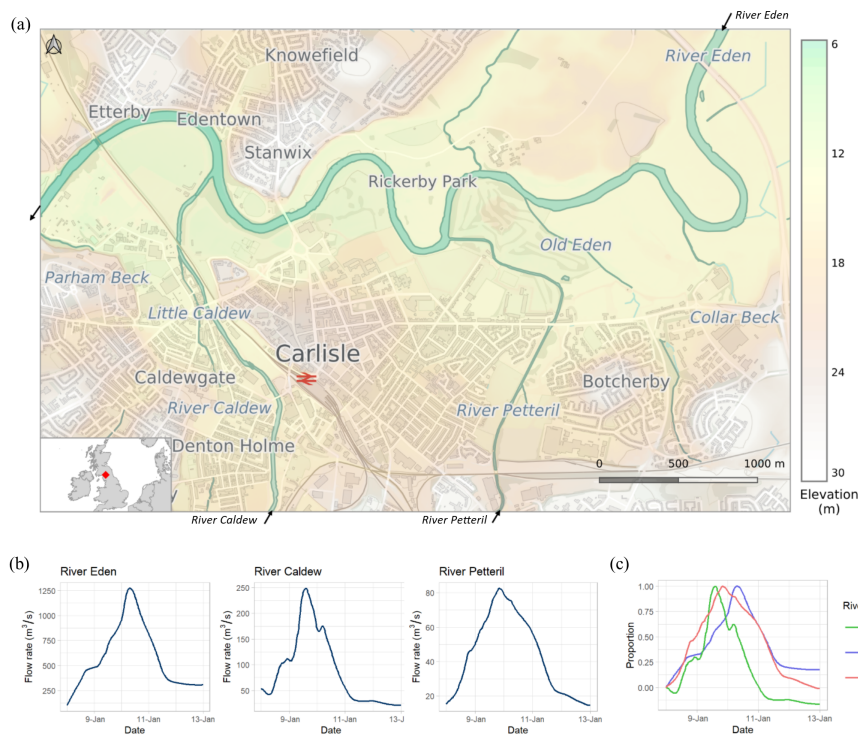 (a)
River Eden
Knowefield
River Eden
6
Etterby
Edentown
Stanwix
12
Rickerby Park
Old Eden
18
Parham Beck
Little Caldew
Collar Beck
Carlisle
24
Caldewgate
Botcherby
River Caldew
River Petteril
Denton Holme
0 500 1000 m
30
Elevation
(m)
River Caldew
River Petteril
(b)
(c)
River Eden
River Caldew
River Petteril
Flow rate (m³/s)
1250
1000
750
500
250
9-Jan 11-Jan 13-Jan
Date
Flow rate (m³/s)
250
200
150
100
50
9-Jan 11-Jan 13-J
Date
Flow rate (m³/s)
80
60
40
20
9-Jan 11-Jan 13-Jan
Date
Proportion
1.00
0.75
0.50
0.25
0.00
9-Jan 11-Jan 13-Jan
Date
Rive